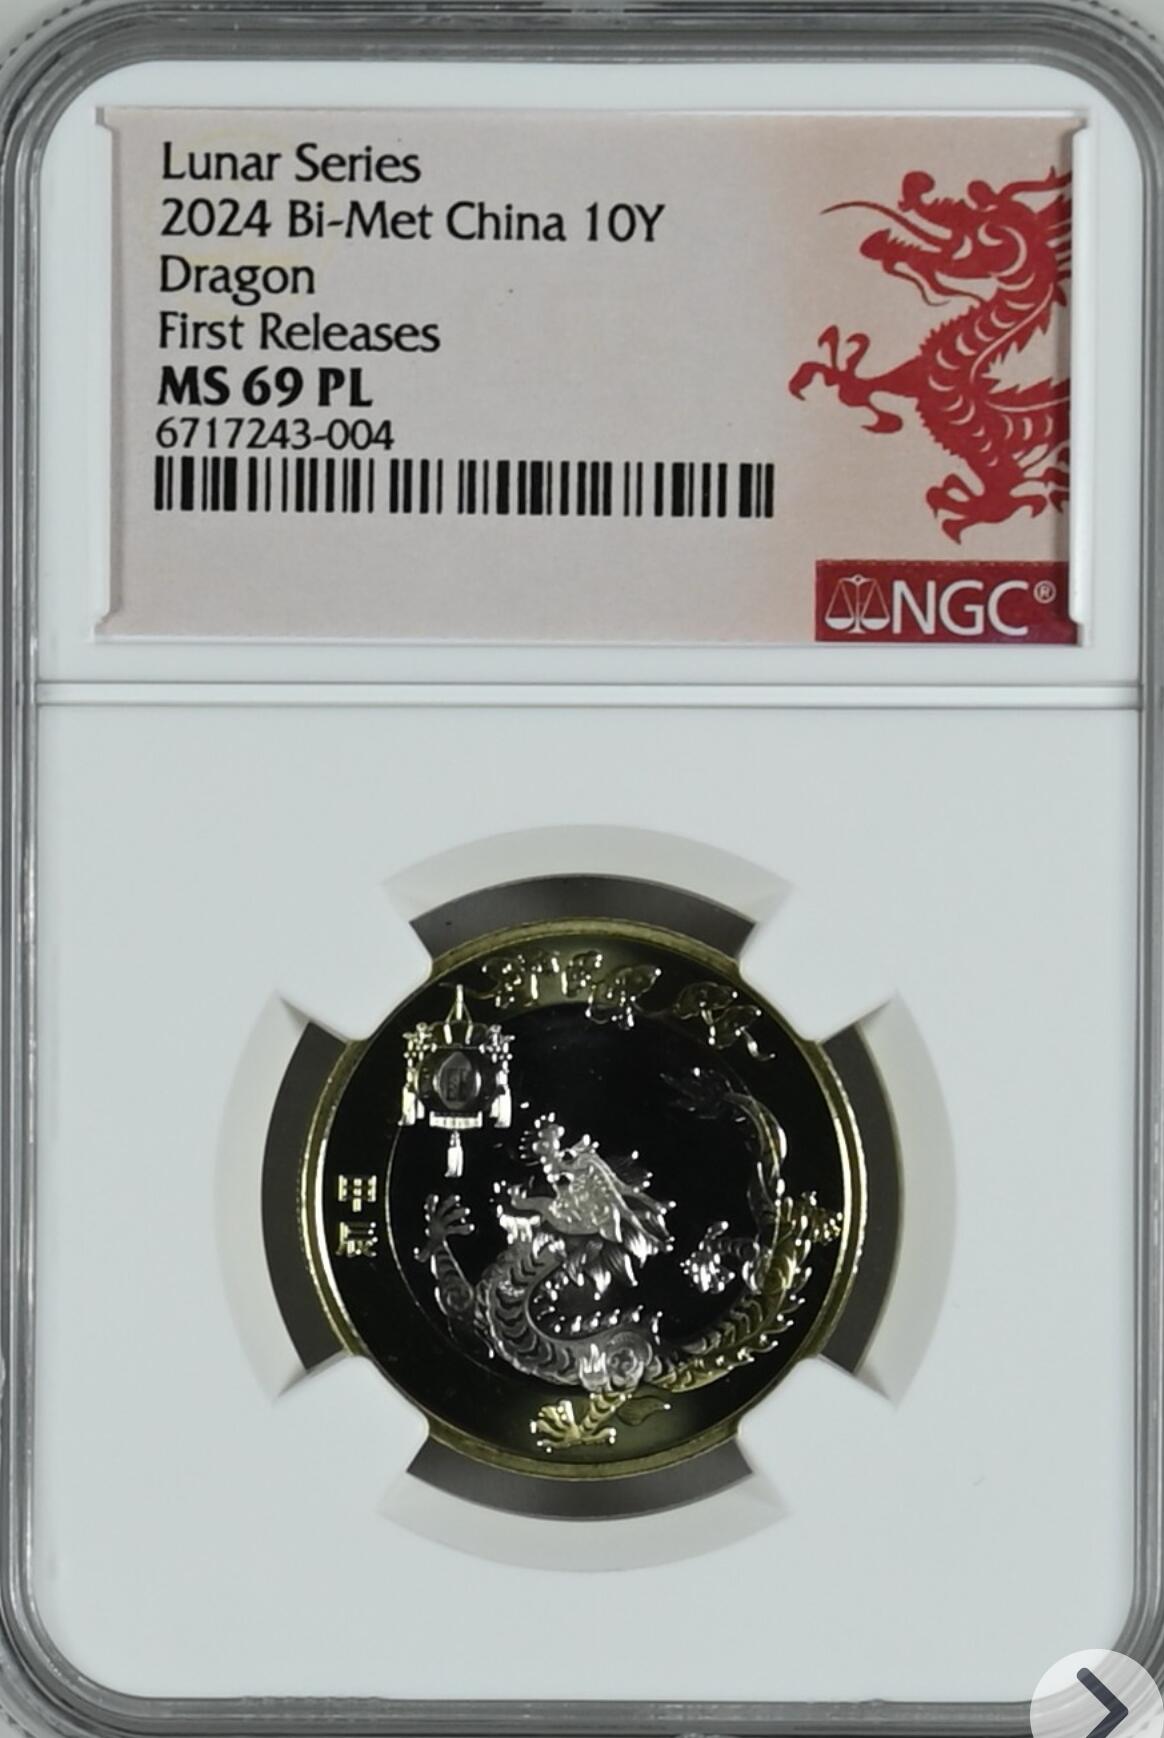 Lunar Series
2024 Bi-Met China 10Y
Dragon
First Releases
MS 69 PL
6717243-004
NGC®
甲辰